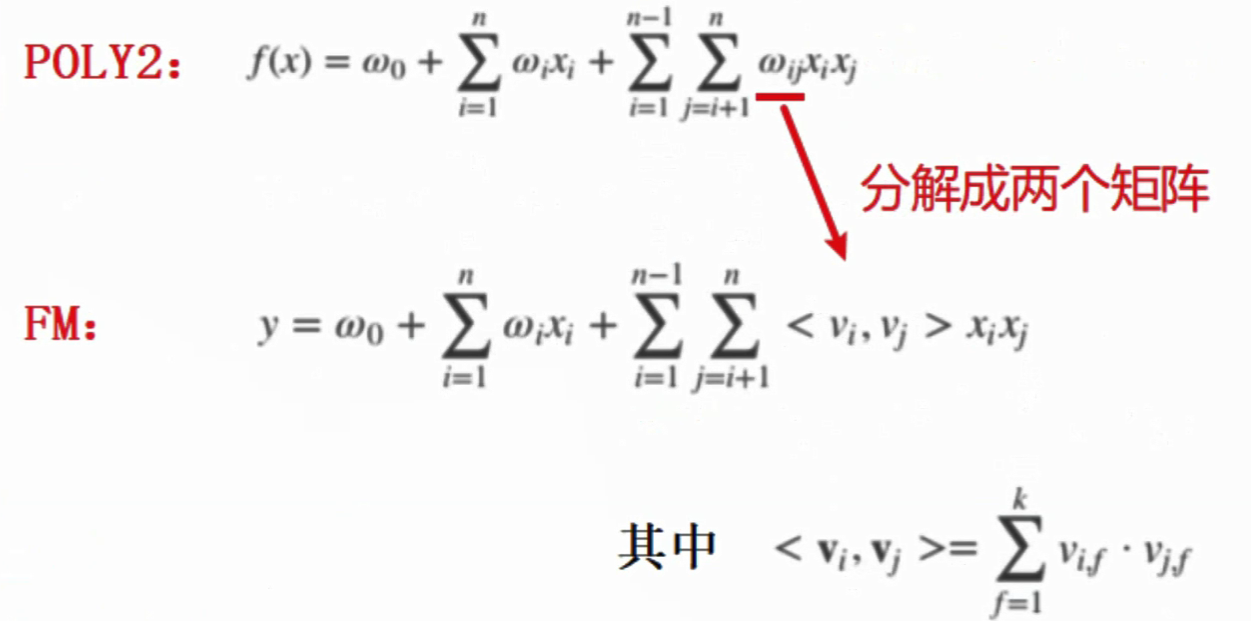 POLY2: $f(x) = \omega_0 + \sum_{i=1}^{n} \omega_i x_i + \sum_{i=1}^{n-1} \sum_{j=i+1}^{n} \omega_{ij} x_i x_j$
分解成两个矩阵
FM: $y = \omega_0 + \sum_{i=1}^{n} \omega_i x_i + \sum_{i=1}^{n-1} \sum_{j=i+1}^{n} < v_i, v_j > x_i x_j$
其中 $< \mathbf{v}_i, \mathbf{v}_j >= \sum_{f=1}^{k} v_{i,f} \cdot v_{j,f}$